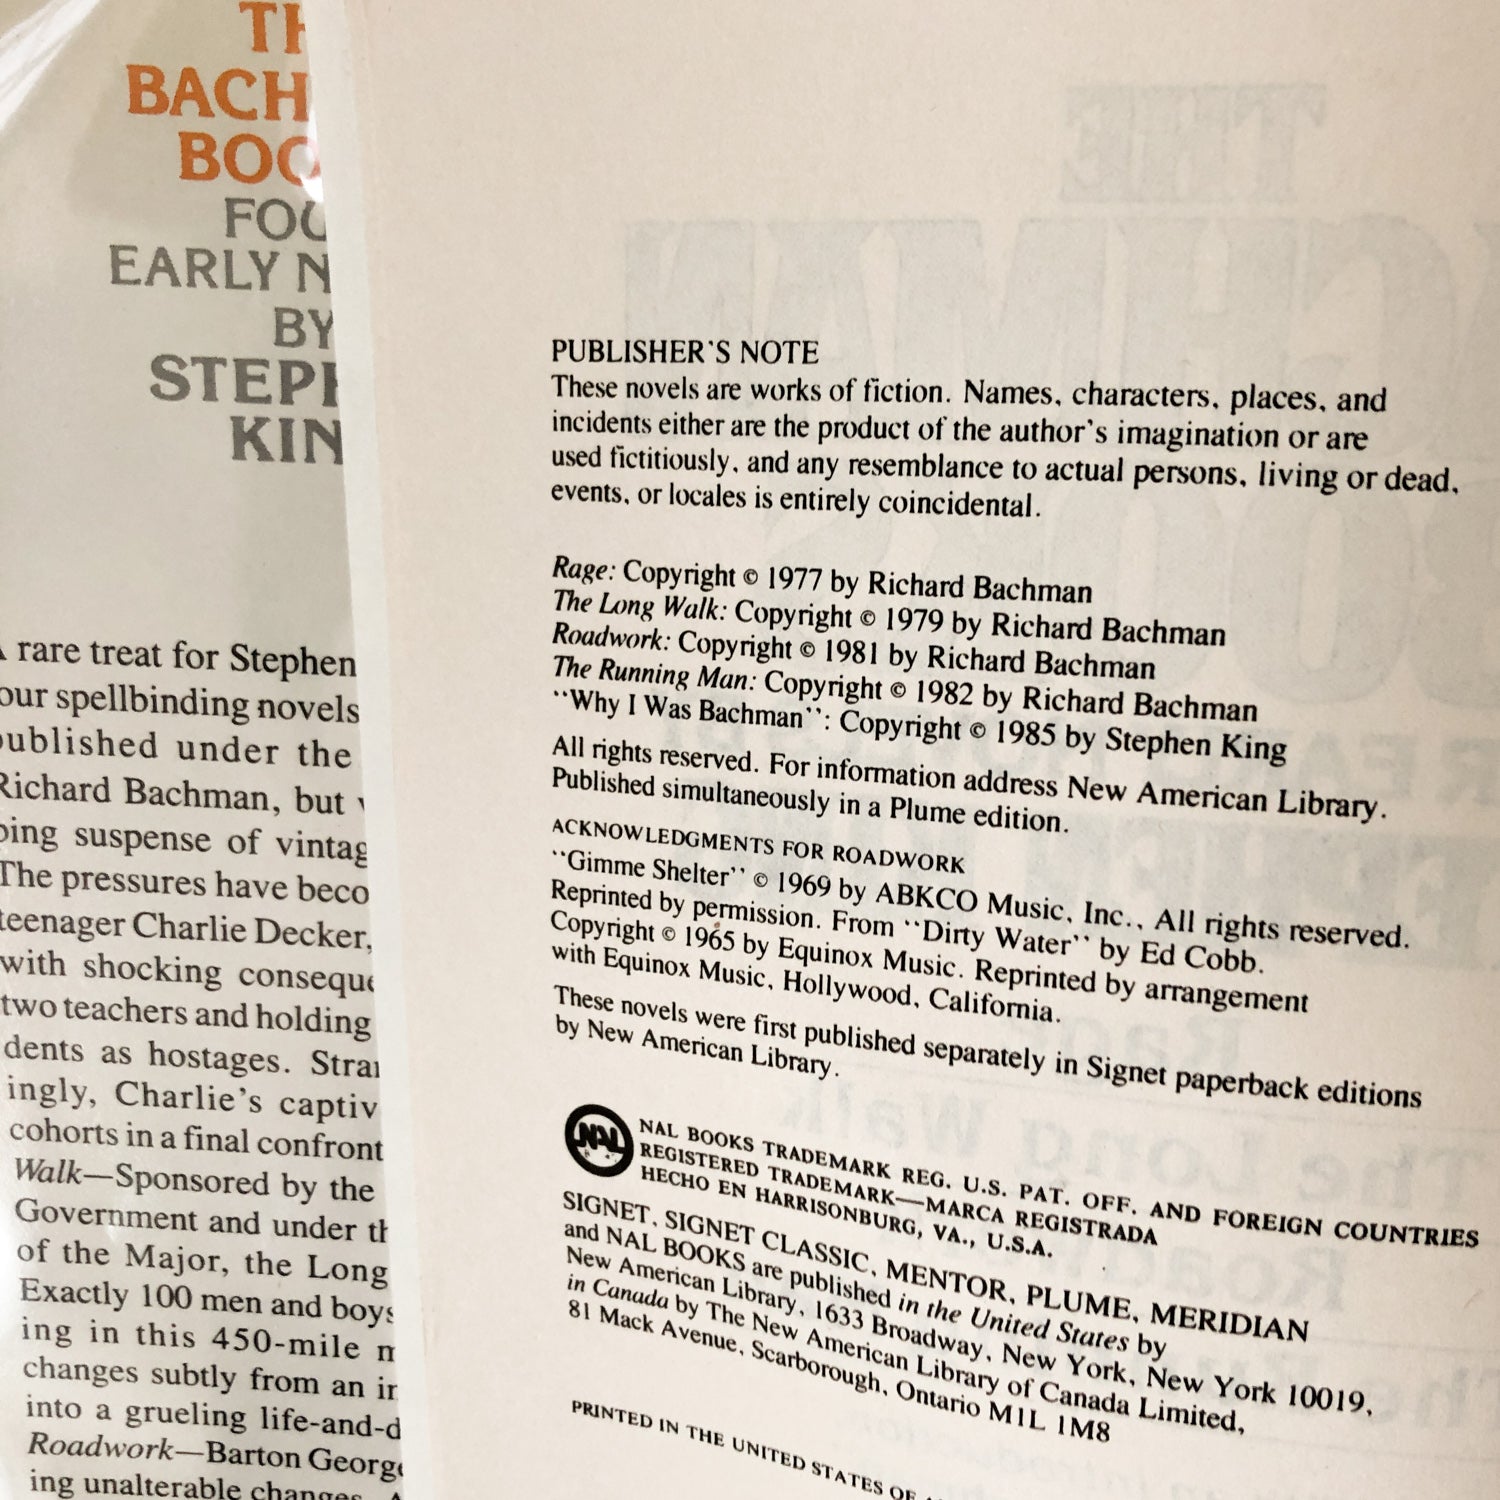 TH
BACH
BOO
FOU
EARLY N
BY
STEPH
KIN
A rare treat for Stephen
our spellbinding novels
published under the
Richard Bachman, but
ping suspense of vintag
The pressures have beco
teenager Charlie Decker,
with shocking conseque
two teachers and holding
dents as hostages. Stran
ingly, Charlie's captiv
cohorts in a final confront
Walk—Sponsored by the
Government and under th
of the Major, the Long
Exactly 100 men and boys
ing in this 450-mile m
changes subtly from an in
into a grueling life-and-d
Roadwork—Barton George
ing unalterable changes. A
PUBLISHER'S NOTE
These novels are works of fiction. Names, characters, places, and
incidents either are the product of the author's imagination or are
used fictitiously, and any resemblance to actual persons, living or dead,
events, or locales is entirely coincidental.
Rage: Copyright © 1977 by Richard Bachman
The Long Walk: Copyright © 1979 by Richard Bachman
Roadwork: Copyright © 1981 by Richard Bachman
The Running Man: Copyright © 1982 by Richard Bachman
"Why I Was Bachman": Copyright © 1985 by Stephen King
All rights reserved. For information address New American Library.
Published simultaneously in a Plume edition.
ACKNOWLEDGMENTS FOR ROADWORK
"Gimme Shelter" © 1969 by ABKCO Music, Inc., All rights reserved.
Reprinted by permission. From "Dirty Water" by Ed Cobb.
Copyright © 1965 by Equinox Music. Reprinted by arrangement
with Equinox Music, Hollywood, California.
These novels were first published separately in Signet paperback editions
by New American Library.
NAL
NAL BOOKS TRADEMARK REG. U.S. PAT. OFF. AND FOREIGN COUNTRIES
REGISTERED TRADEMARK—MARCA REGISTRADA
HECHO EN HARRISONBURG, VA., U.S.A.
SIGNET, SIGNET CLASSIC, MENTOR, PLUME, MERIDIAN
and NAL BOOKS are published in the United States by
New American Library, 1633 Broadway, New York, New York 10019,
in Canada by The New American Library of Canada Limited,
81 Mack Avenue, Scarborough, Ontario M1L 1M8
PRINTED IN THE UNITED STATES OF